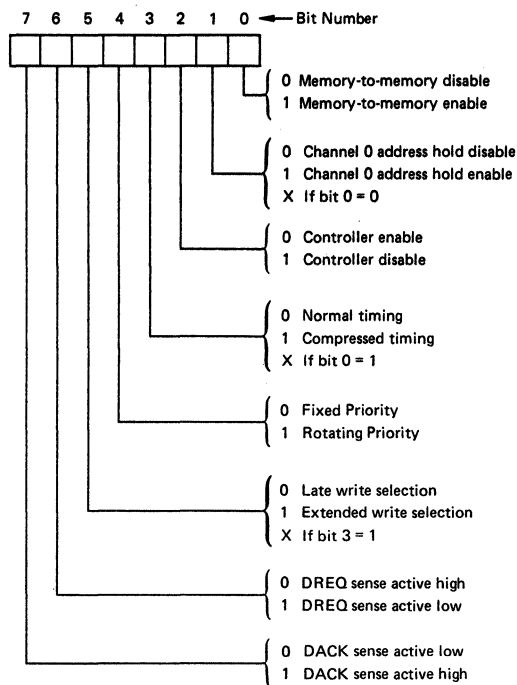 7 6 5 4 3 2 1 0 Bit Number
0 Memory-to-memory disable
1 Memory-to-memory enable
0 Channel 0 address hold disable
1 Channel 0 address hold enable
X If bit 0 = 0
0 Controller enable
1 Controller disable
0 Normal timing
1 Compressed timing
X If bit 0 = 1
0 Fixed Priority
1 Rotating Priority
0 Late write selection
1 Extended write selection
X If bit 3 = 1
0 DREQ sense active high
1 DREQ sense active low
0 DACK sense active low
1 DACK sense active high